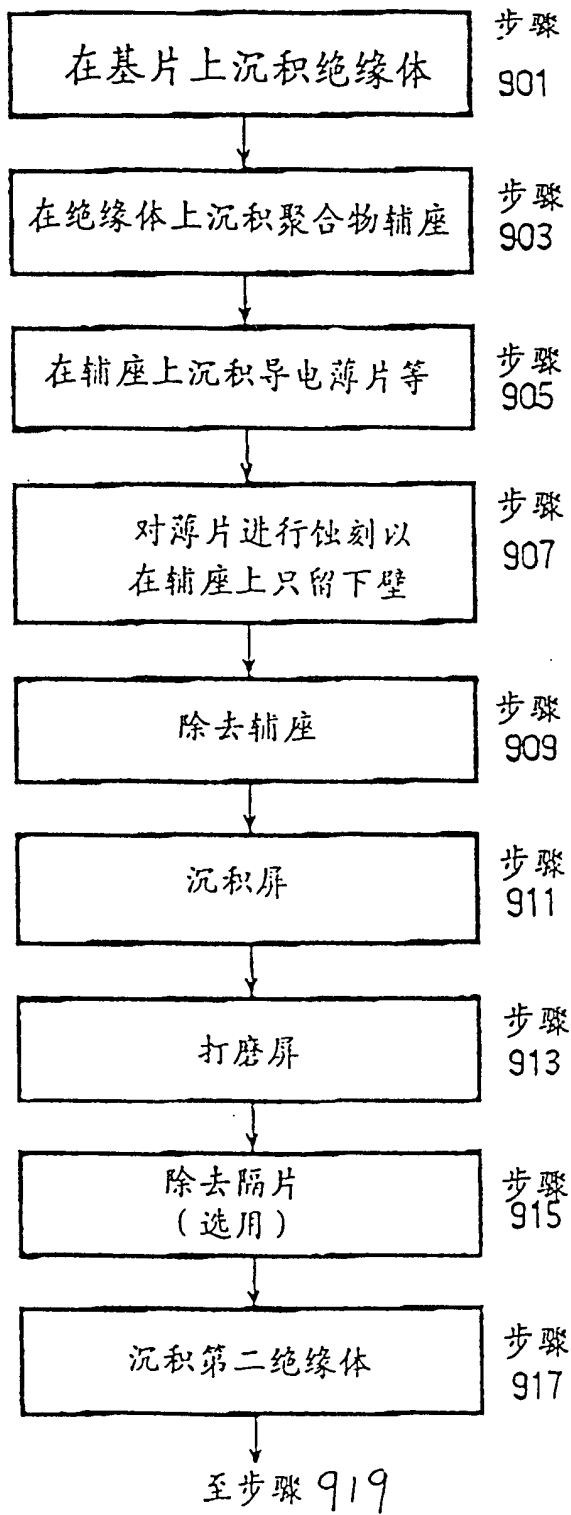 步骤
901
在基片上沉积绝缘体
步骤
903
在绝缘体上沉积聚合物辅座
步骤
905
在辅座上沉积导电薄片等
步骤
907
对薄片进行蚀刻以
在辅座上只留下壁
步骤
909
除去辅座
步骤
911
沉积屏
步骤
913
打磨屏
步骤
915
除去隔片
(选用)
步骤
917
沉积第二绝缘体
至步骤 919